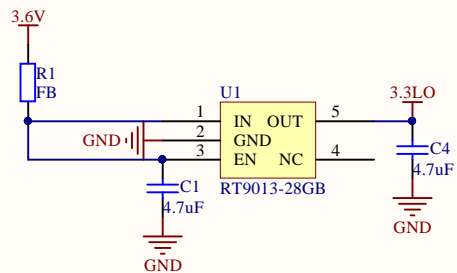 3.6V
R1
FB
U1
1 IN OUT 5
GND 2 GND
3 EN NC 4
RT9013-28GB
3.3LO
C1
4.7uF
GND
C4
4.7uF
GND